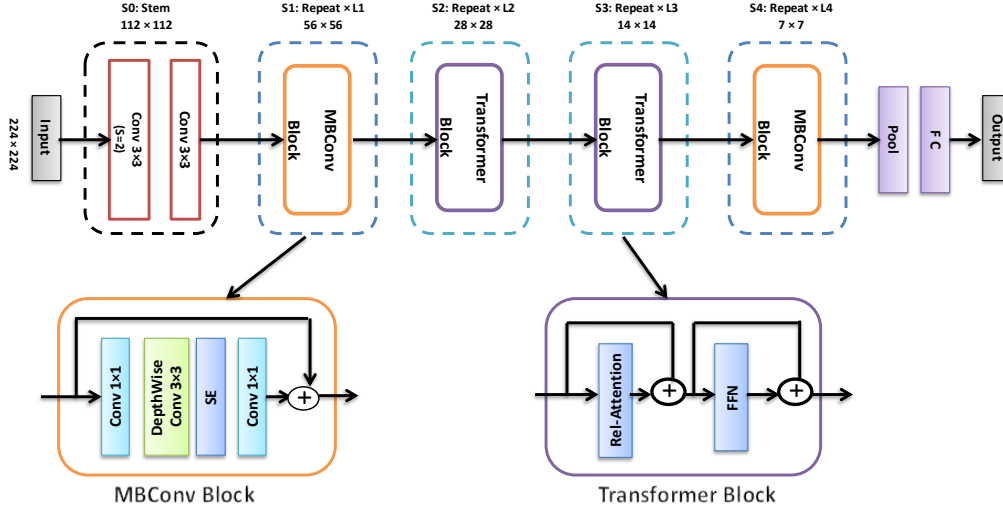 S0: Stem
112 × 112
S1: Repeat × L1
56 × 56
S2: Repeat × L2
28 × 28
S3: Repeat × L3
14 × 14
S4: Repeat × L4
7 × 7
224 × 224
Input
Conv 3×3
(S=2)
Conv 3×3
MBConv
Block
Transformer
Block
Transformer
Block
MBConv
Block
Pool
FC
Output
Conv 1×1
DepthWise
Conv 3×3
SE
Conv 1×1
+
Rel-Attention
+
FFN
+
MBConv Block
Transformer Block